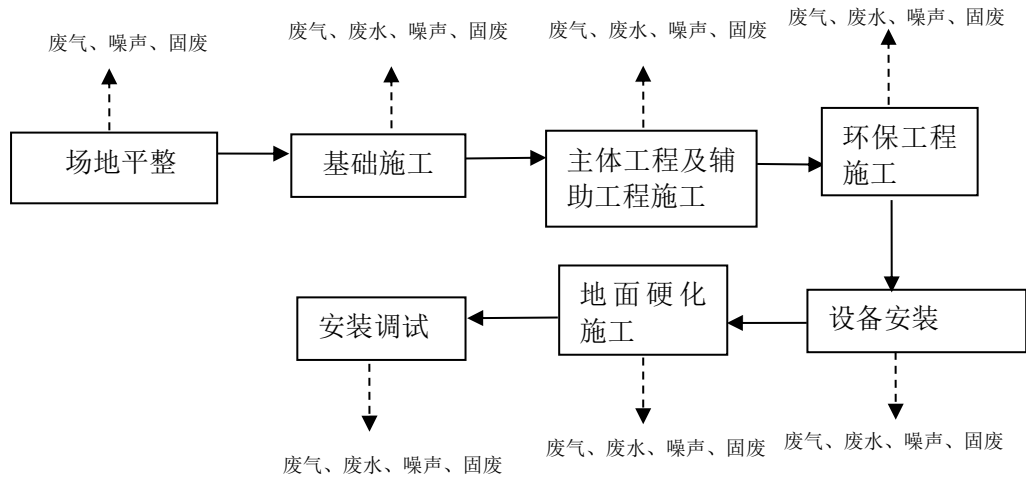 废气、噪声、固废
废气、废水、噪声、固废
废气、废水、噪声、固废
废气、废水、噪声、固废
场地平整
基础施工
主体工程及辅
助工程施工
环保工程
施工
安装调试
地面硬化
施工
设备安装
废气、废水、噪声、固废
废气、废水、噪声、固废
废气、废水、噪声、固废